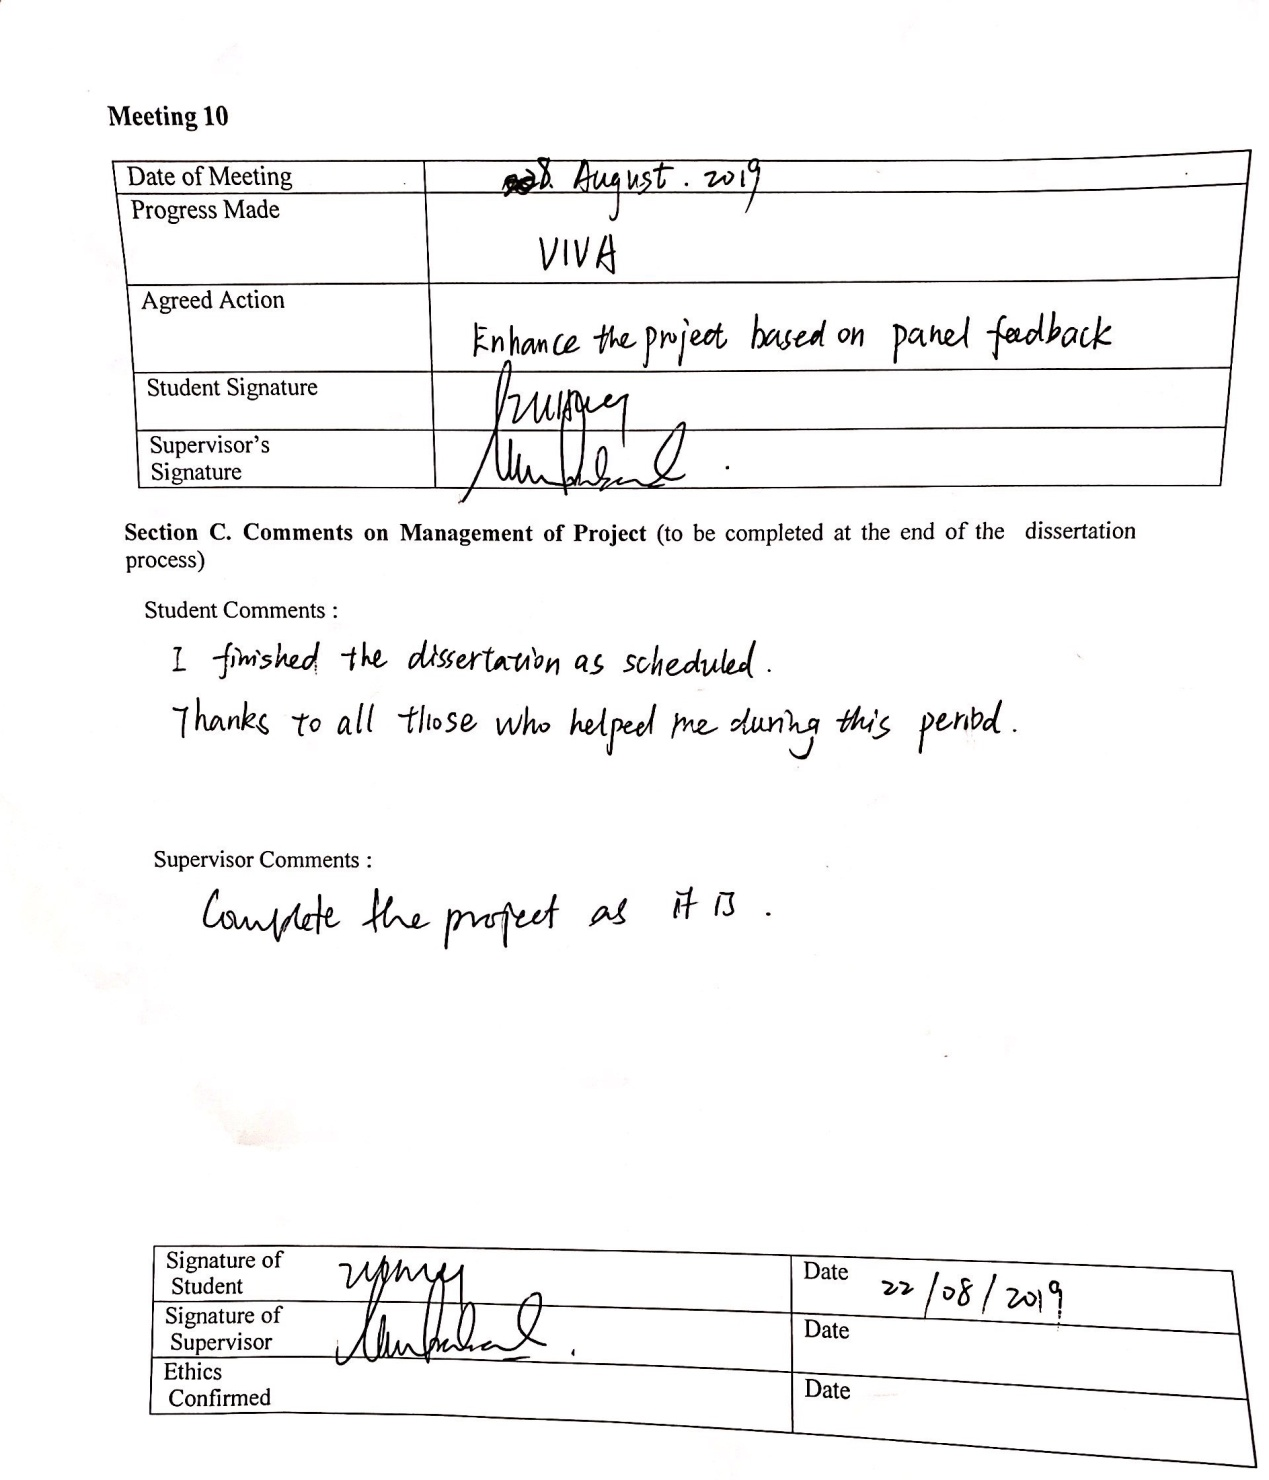 Meeting 10
Date of Meeting 8. August. 2019
Progress Made
VIVA
Agreed Action
Enhance the project based on panel feedback
Student Signature
Supervisor's
Signature
Section C. Comments on Management of Project (to be completed at the end of the dissertation
process)
Student Comments :
I finished the dissertation as scheduled.
Thanks to all those who helped me during this period.
Supervisor Comments :
Complete the project as it is.
Signature of
Student
Date 22/08/2019
Signature of
Supervisor
Date
Ethics
Confirmed
Date